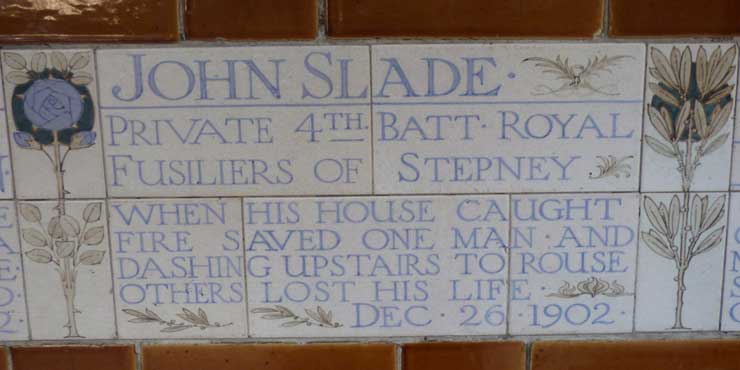 JOHN SLADE·
PRIVATE 4TH. BATT· ROYAL
FUSILIERS OF STEPNEY
WHEN HIS HOUSE CAUGHT
FIRE SAVED ONE MAN·AND
DASHING UPSTAIRS TO ROUSE
OTHERS LOST HIS LIFE·
DEC·26·1902·